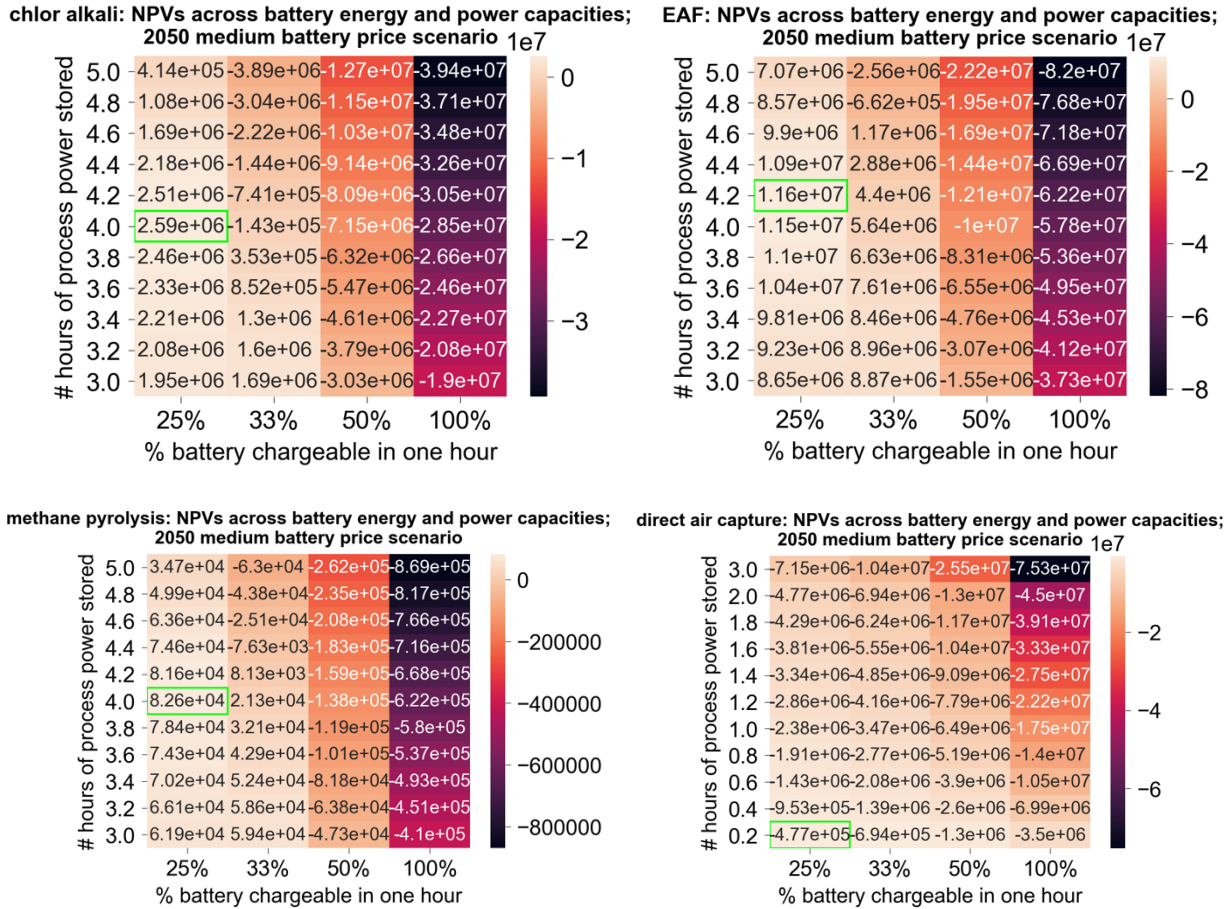 chlor alkali: NPVs across battery energy and power capacities;
2050 medium battery price scenario
1e7
# hours of process power stored
5.0 4.14e+05 -3.89e+06 -1.27e+07 -3.94e+07
4.8 1.08e+06 -3.04e+06 -1.15e+07 -3.71e+07
4.6 1.69e+06 -2.22e+06 -1.03e+07 -3.48e+07
4.4 2.18e+06 -1.44e+06 -9.14e+06 -3.26e+07
4.2 2.51e+06 -7.41e+05 -8.09e+06 -3.05e+07
4.0 2.59e+06 -1.43e+05 -7.15e+06 -2.85e+07
3.8 2.46e+06 3.53e+05 -6.32e+06 -2.66e+07
3.6 2.33e+06 8.52e+05 -5.47e+06 -2.46e+07
3.4 2.21e+06 1.3e+06 -4.61e+06 -2.27e+07
3.2 2.08e+06 1.6e+06 -3.79e+06 -2.08e+07
3.0 1.95e+06 1.69e+06 -3.03e+06 -1.9e+07
25% 33% 50% 100%
% battery chargeable in one hour
0
−1
−2
−3
EAF: NPVs across battery energy and power capacities;
2050 medium battery price scenario
1e7
# hours of process power stored
5.0 7.07e+06 -2.56e+06 -2.22e+07 -8.2e+07
4.8 8.57e+06 -6.62e+05 -1.95e+07 -7.68e+07
4.6 9.9e+06 1.17e+06 -1.69e+07 -7.18e+07
4.4 1.09e+07 2.88e+06 -1.44e+07 -6.69e+07
4.2 1.16e+07 4.4e+06 -1.21e+07 -6.22e+07
4.0 1.15e+07 5.64e+06 -1e+07 -5.78e+07
3.8 1.1e+07 6.63e+06 -8.31e+06 -5.36e+07
3.6 1.04e+07 7.61e+06 -6.55e+06 -4.95e+07
3.4 9.81e+06 8.46e+06 -4.76e+06 -4.53e+07
3.2 9.23e+06 8.96e+06 -3.07e+06 -4.12e+07
3.0 8.65e+06 8.87e+06 -1.55e+06 -3.73e+07
25% 33% 50% 100%
% battery chargeable in one hour
0
−2
−4
−6
−8
methane pyrolysis: NPVs across battery energy and power capacities;
2050 medium battery price scenario
# hours of process power stored
5.0 3.47e+04 -6.3e+04 -2.62e+05 -8.69e+05
4.8 4.99e+04 -4.38e+04 -2.35e+05 -8.17e+05
4.6 6.36e+04 -2.51e+04 -2.08e+05 -7.66e+05
4.4 7.46e+04 -7.63e+03 -1.83e+05 -7.16e+05
4.2 8.16e+04 8.13e+03 -1.59e+05 -6.68e+05
4.0 8.26e+04 2.13e+04 -1.38e+05 -6.22e+05
3.8 7.84e+04 3.21e+04 -1.19e+05 -5.8e+05
3.6 7.43e+04 4.29e+04 -1.01e+05 -5.37e+05
3.4 7.02e+04 5.24e+04 -8.18e+04 -4.93e+05
3.2 6.61e+04 5.86e+04 -6.38e+04 -4.51e+05
3.0 6.19e+04 5.94e+04 -4.73e+04 -4.1e+05
25% 33% 50% 100%
% battery chargeable in one hour
0
−200000
−400000
−600000
−800000
direct air capture: NPVs across battery energy and power capacities;
2050 medium battery price scenario
1e7
# hours of process power stored
3.0 -7.15e+06 -1.04e+07 -2.55e+07 -7.53e+07
2.0 -4.77e+06 -6.94e+06 -1.3e+07 -4.5e+07
1.8 -4.29e+06 -6.24e+06 -1.17e+07 -3.91e+07
1.6 -3.81e+06 -5.55e+06 -1.04e+07 -3.33e+07
1.4 -3.34e+06 -4.85e+06 -9.09e+06 -2.75e+07
1.2 -2.86e+06 -4.16e+06 -7.79e+06 -2.22e+07
1.0 -2.38e+06 -3.47e+06 -6.49e+06 -1.75e+07
0.8 -1.91e+06 -2.77e+06 -5.19e+06 -1.4e+07
0.6 -1.43e+06 -2.08e+06 -3.9e+06 -1.05e+07
0.4 -9.53e+05 -1.39e+06 -2.6e+06 -6.99e+06
0.2 -4.77e+05 -6.94e+05 -1.3e+06 -3.5e+06
25% 33% 50% 100%
% battery chargeable in one hour
−2
−4
−6